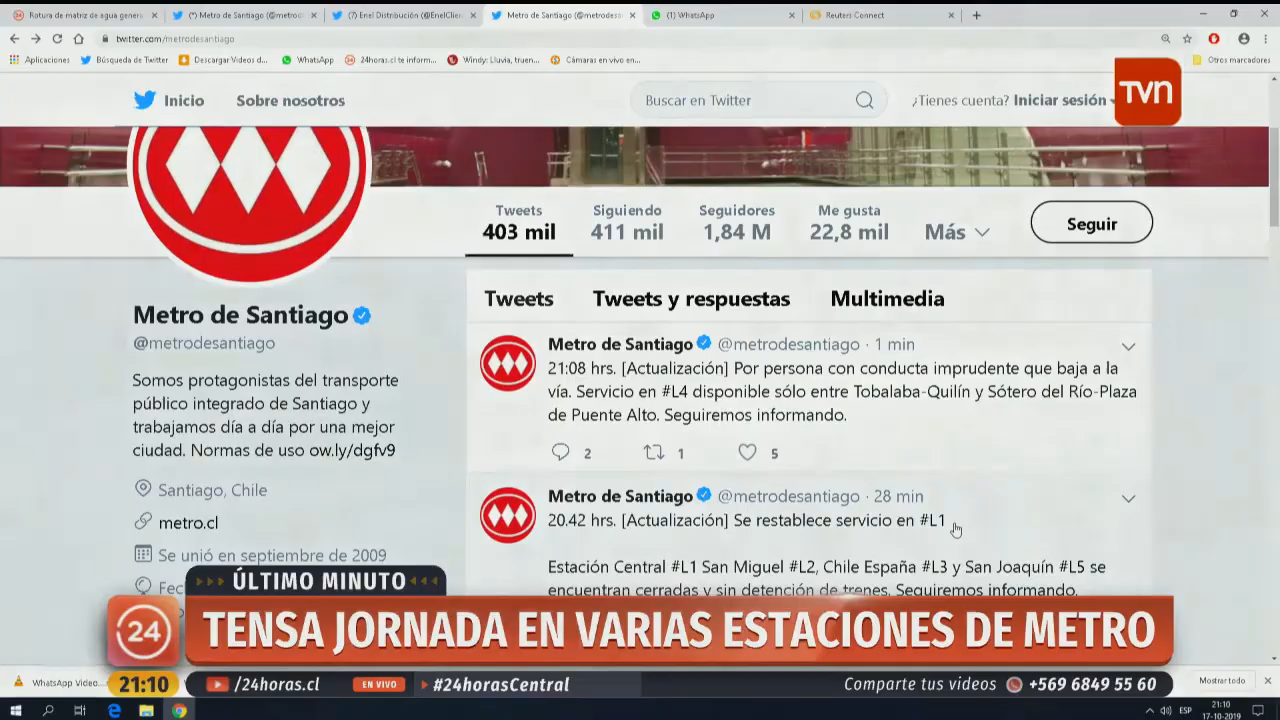 Rotura de matriz de agua genera
(*) Metro de Santiago (@metrod
(7) Enel Distribución (@EnelClien
Metro de Santiago (@metrodesa
(1) WhatsApp
Reuters Connect
twitter.com/metrodesantiago
Aplicaciones
Búsqueda de Twitter
Descargar Videos d...
WhatsApp
24horas.cl te inform...
Windy: Lluvia, truen...
Cámaras en vivo en...
Otros marcadores
Inicio
Sobre nosotros
Buscar en Twitter
¿Tienes cuenta? Iniciar sesión
TVN
Tweets
403 mil
Siguiendo
411 mil
Seguidores
1,84 M
Me gusta
22,8 mil
Más
Seguir
Metro de Santiago
@metrodesantiago
Somos protagonistas del transporte
público integrado de Santiago y
trabajamos día a día por una mejor
ciudad. Normas de uso ow.ly/dgfv9
Santiago, Chile
metro.cl
Se unió en septiembre de 2009
Tweets
Tweets y respuestas
Multimedia
Metro de Santiago @metrodesantiago · 1 min
21:08 hrs. [Actualización] Por persona con conducta imprudente que baja a la
vía. Servicio en #L4 disponible sólo entre Tobalaba-Quilín y Sótero del Río-Plaza
de Puente Alto. Seguiremos informando.
2 1 5
Metro de Santiago @metrodesantiago · 28 min
20.42 hrs. [Actualización] Se restablece servicio en #L1
Estación Central #L1 San Miguel #L2, Chile España #L3 y San Joaquín #L5 se
encuentran cerradas y sin detención de trenes. Seguiremos informando.
ÚLTIMO MINUTO
24
TENSA JORNADA EN VARIAS ESTACIONES DE METRO
21:10
/24horas.cl
EN VIVO
#24horasCentral
Comparte tus videos
+569 6849 55 60
WhatsApp Video...
Mostrar todo
ESP
21:10
17-10-2019